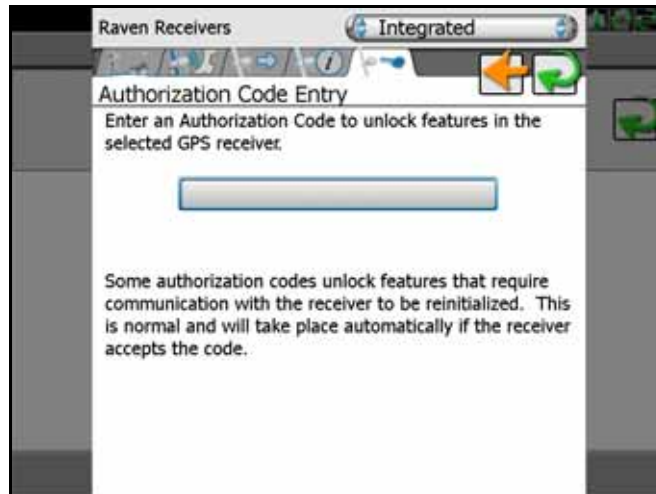 Raven Receivers
Integrated
Authorization Code Entry
Enter an Authorization Code to unlock features in the
selected GPS receiver.
Some authorization codes unlock features that require
communication with the receiver to be reinitialized. This
is normal and will take place automatically if the receiver
accepts the code.